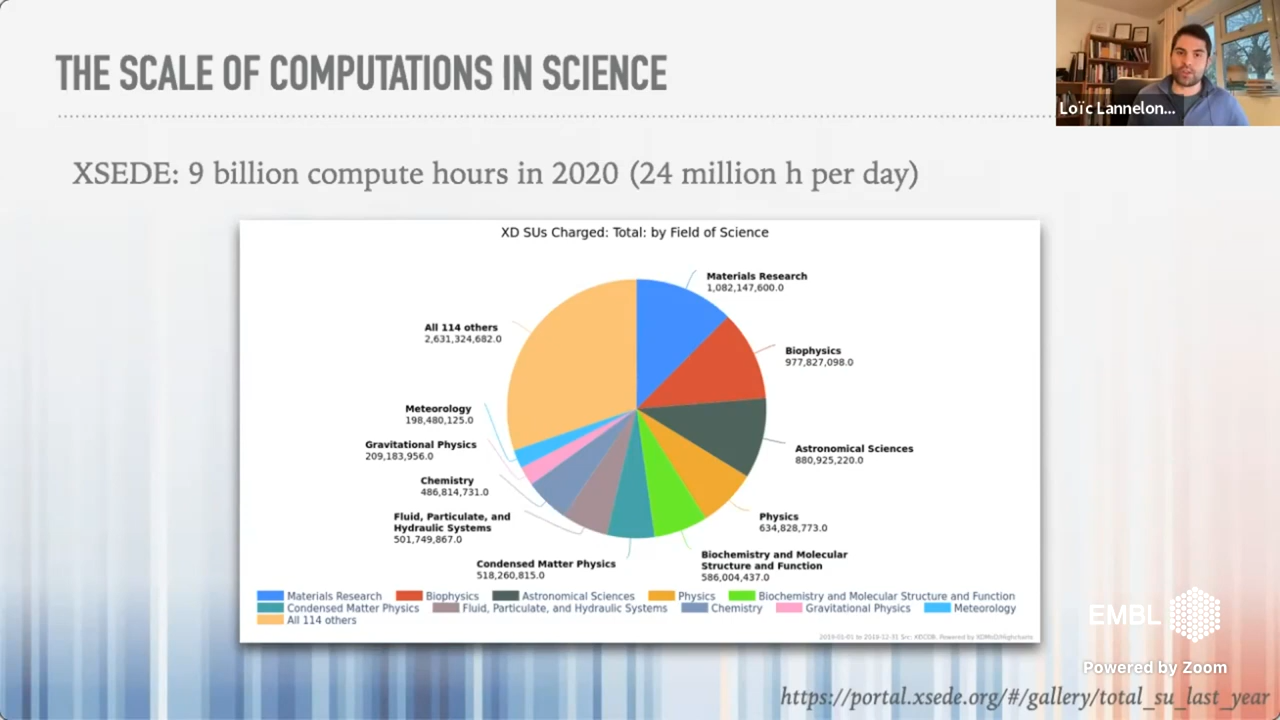 THE SCALE OF COMPUTATIONS IN SCIENCE
Loïc Lannelon...
XSEDE: 9 billion compute hours in 2020 (24 million h per day)
XD SUs Charged: Total: by Field of Science
Materials Research
1,082,147,600.0
All 114 others
2,631,324,682.0
Biophysics
977,827,098.0
Meteorology
198,480,125.0
Gravitational Physics
209,183,956.0
Astronomical Sciences
880,925,220.0
Chemistry
486,814,731.0
Fluid, Particulate, and
Hydraulic Systems
501,749,867.0
Physics
634,828,773.0
Condensed Matter Physics
518,260,815.0
Biochemistry and Molecular
Structure and Function
586,004,437.0
Materials Research Biophysics Astronomical Sciences Physics Biochemistry and Molecular Structure and Function
Condensed Matter Physics Fluid, Particulate, and Hydraulic Systems Chemistry Gravitational Physics Meteorology
All 114 others
EMBL
Powered by Zoom
https://portal.xsede.org/#/gallery/total_su_last_year